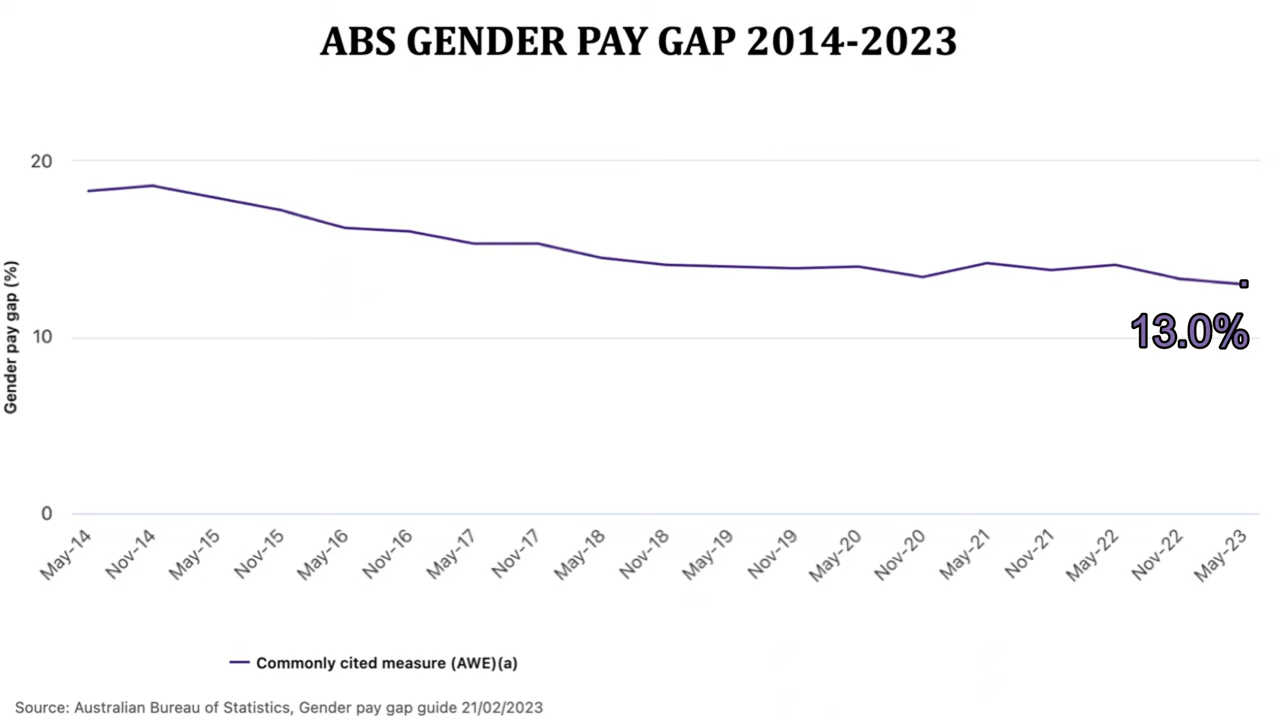 ABS GENDER PAY GAP 2014-2023
20
10
0
Gender pay gap (%)
13.0%
May-14
Nov-14
May-15
Nov-15
May-16
Nov-16
May-17
Nov-17
May-18
Nov-18
May-19
Nov-19
May-20
Nov-20
May-21
Nov-21
May-22
Nov-22
May-23
Commonly cited measure (AWE)(a)
Source: Australian Bureau of Statistics, Gender pay gap guide 21/02/2023